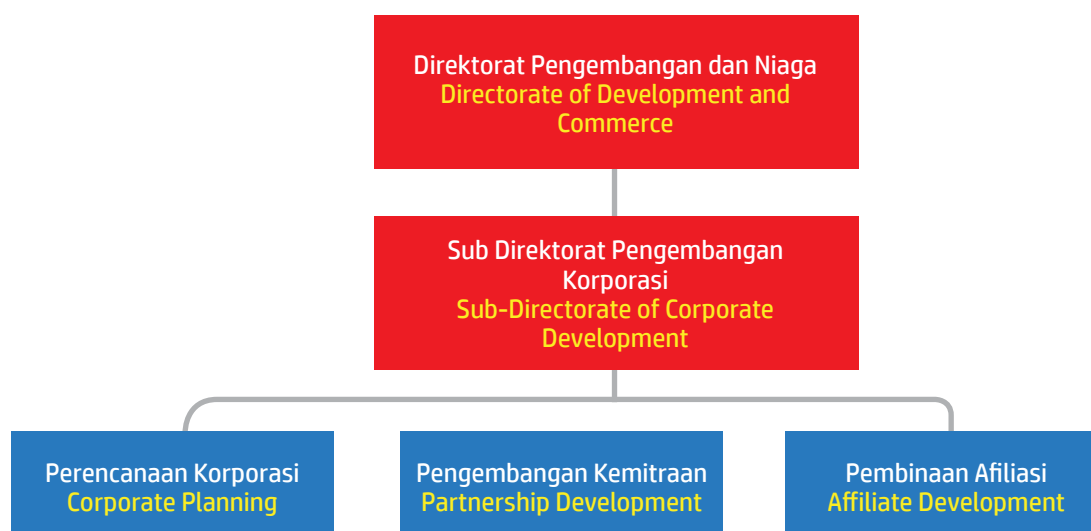 Direktorat Pengembangan dan Niaga
Directorate of Development and
Commerce
Sub Direktorat Pengembangan
Korporasi
Sub-Directorate of Corporate
Development
Perencanaan Korporasi
Corporate Planning
Pengembangan Kemitraan
Partnership Development
Pembinaan Afiliasi
Affiliate Development